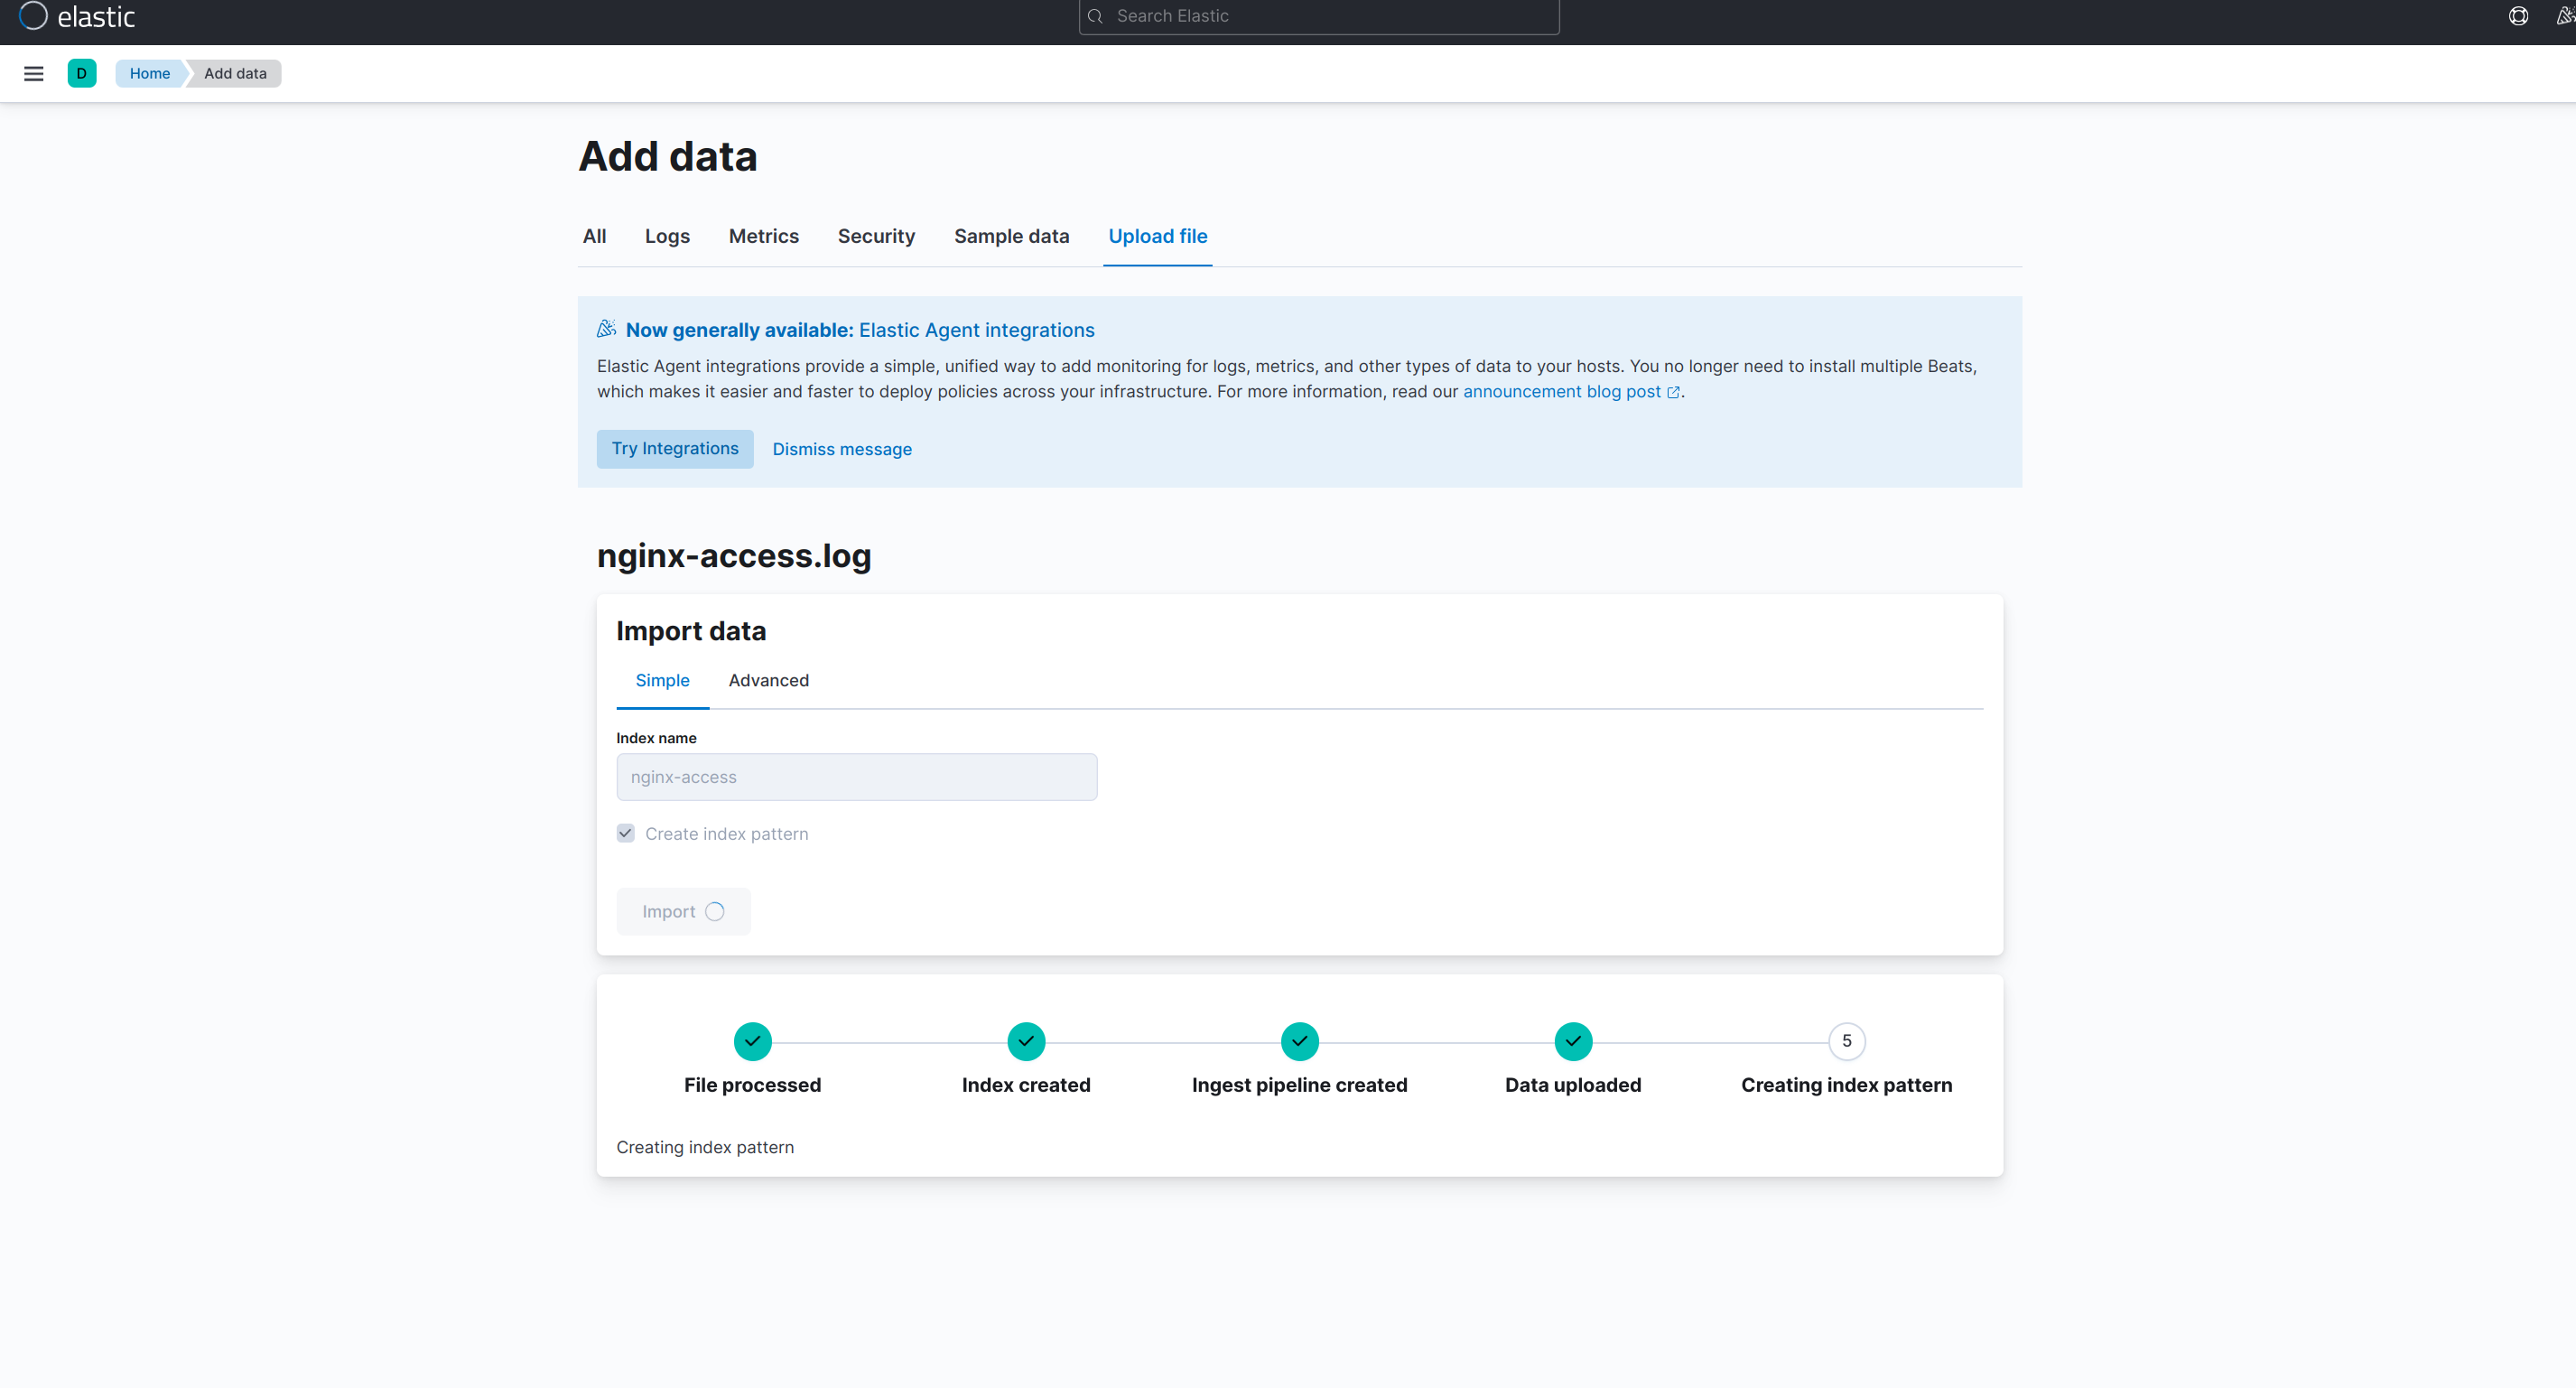 elastic
Search Elastic
D
Home
Add data
Add data
All
Logs
Metrics
Security
Sample data
Upload file
Now generally available: Elastic Agent integrations
Elastic Agent integrations provide a simple, unified way to add monitoring for logs, metrics, and other types of data to your hosts. You no longer need to install multiple Beats,
which makes it easier and faster to deploy policies across your infrastructure. For more information, read our announcement blog post.
Try Integrations
Dismiss message
nginx-access.log
Import data
Simple
Advanced
Index name
nginx-access
Create index pattern
Import
5
File processed
Index created
Ingest pipeline created
Data uploaded
Creating index pattern
Creating index pattern